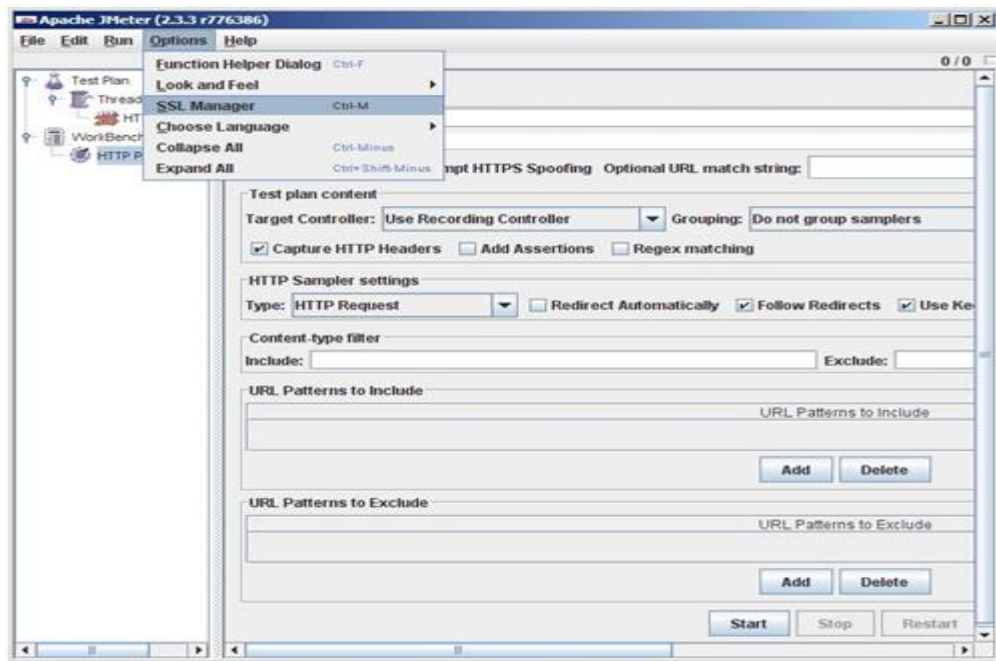 Apache JMeter (2.3.3 r776386)
File Edit Run Options Help
0 / 0
Function Helper Dialog Ctrl-F
Look and Feel
SSL Manager Ctrl-M
Choose Language
Collapse All Ctrl-Minus
Expand All Ctrl+Shift-Minus
Test Plan
Thread
HT
WorkBench
HTTP P
mpt HTTPS Spoofing Optional URL match string:
Test plan content
Target Controller: Use Recording Controller Grouping: Do not group samplers
Capture HTTP Headers Add Assertions Regex matching
HTTP Sampler settings
Type: HTTP Request Redirect Automatically Follow Redirects Use Ke
Content-type filter
Include: Exclude:
URL Patterns to Include
URL Patterns to Include
Add Delete
URL Patterns to Exclude
URL Patterns to Exclude
Add Delete
Start Stop Restart